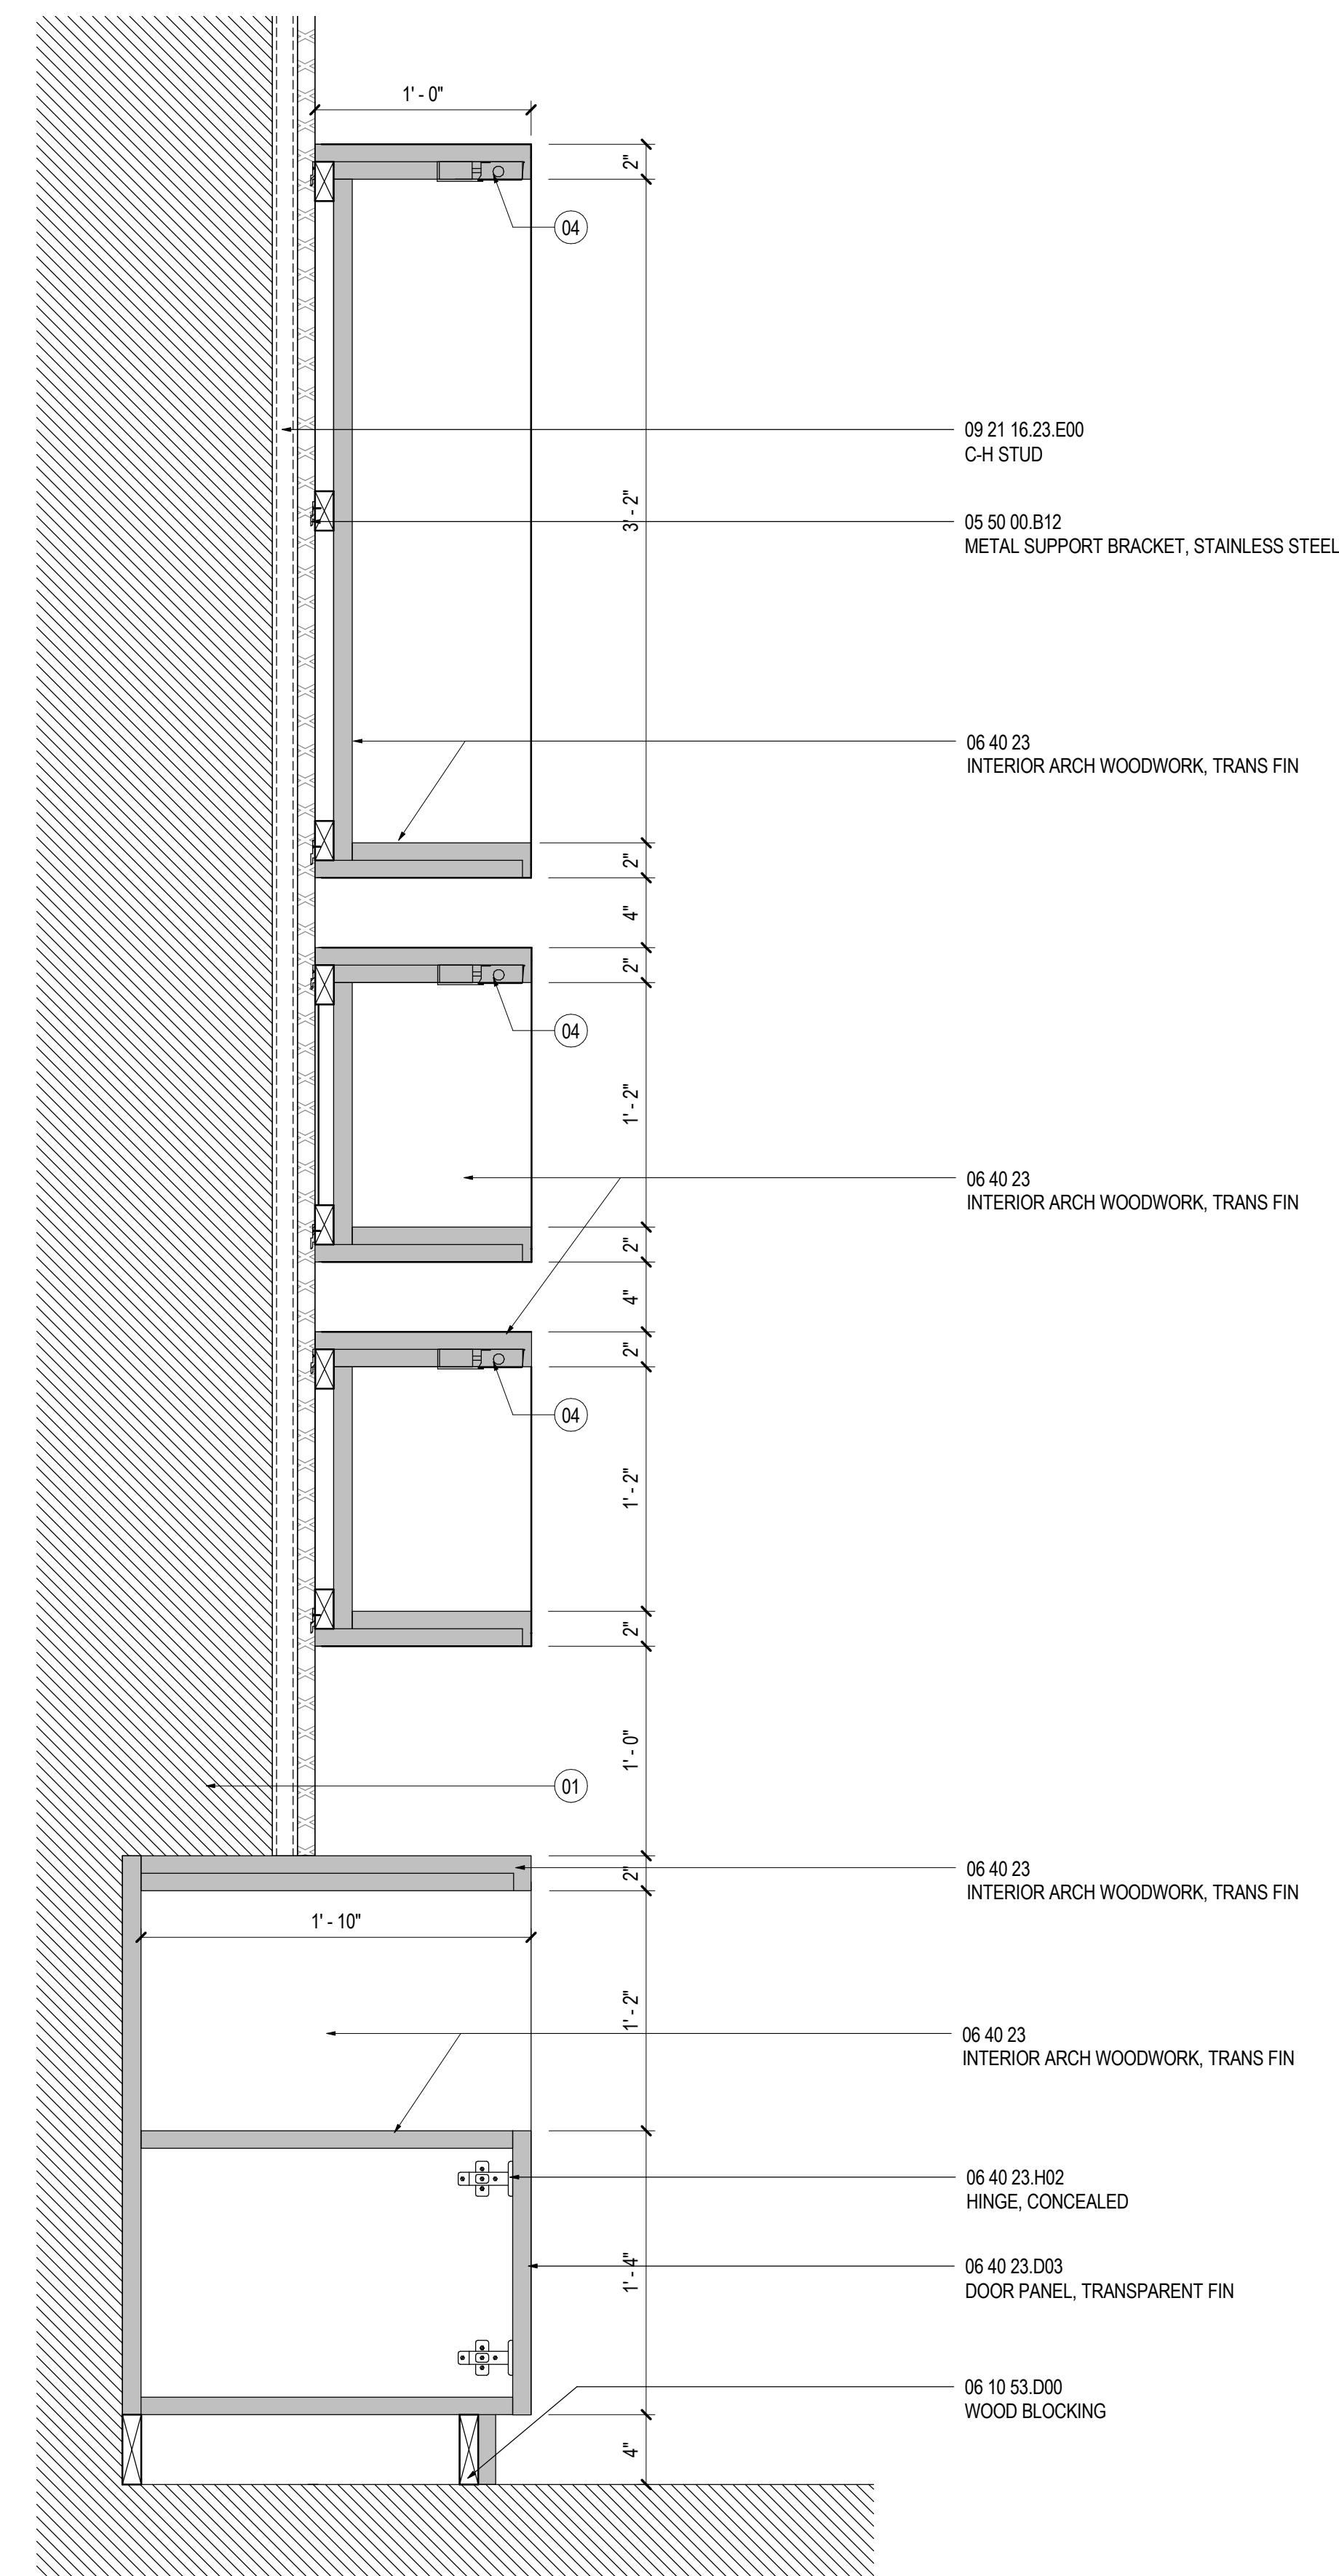 1' - 0"
2"
04
09 21 16.23.E00
C-H STUD
3' - 2"
05 50 00.B12
METAL SUPPORT BRACKET, STAINLESS STEEL
06 40 23
INTERIOR ARCH WOODWORK, TRANS FIN
2"
4"
2"
04
1' - 2"
06 40 23
INTERIOR ARCH WOODWORK, TRANS FIN
2"
4"
2"
04
1' - 2"
2"
1' - 0"
01
06 40 23
INTERIOR ARCH WOODWORK, TRANS FIN
2"
1' - 10"
1' - 2"
06 40 23
INTERIOR ARCH WOODWORK, TRANS FIN
06 40 23.H02
HINGE, CONCEALED
1' - 4"
06 40 23.D03
DOOR PANEL, TRANSPARENT FIN
06 10 53.D00
WOOD BLOCKING
4"